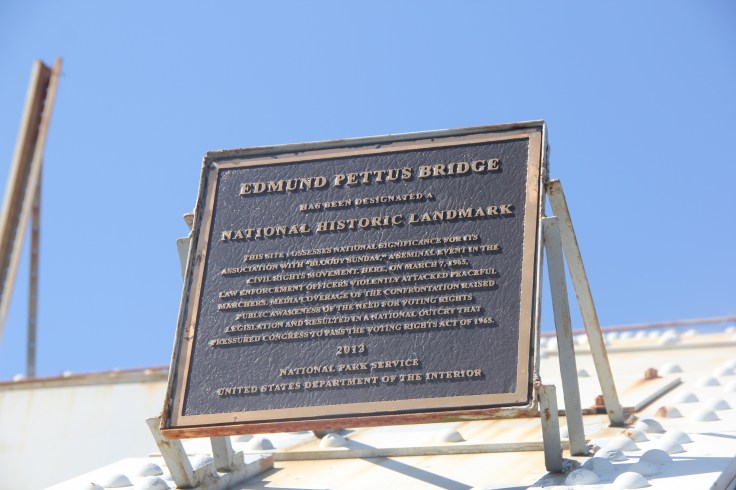 EDMUND PETTUS BRIDGE
HAS BEEN DESIGNATED A
NATIONAL HISTORIC LANDMARK
THIS SITE POSSESSES NATIONAL SIGNIFICANCE FOR ITS
ASSOCIATION WITH "BLOODY SUNDAY," A SEMINAL EVENT IN THE
CIVIL RIGHTS MOVEMENT. HERE, ON MARCH 7, 1965,
LAW ENFORCEMENT OFFICERS VIOLENTLY ATTACKED PEACEFUL
MARCHERS. MEDIA COVERAGE OF THE CONFRONTATION RAISED
PUBLIC AWARENESS OF THE NEED FOR VOTING RIGHTS
LEGISLATION AND RESULTED IN A NATIONAL OUTCRY THAT
PRESSURED CONGRESS TO PASS THE VOTING RIGHTS ACT OF 1965.
2013
NATIONAL PARK SERVICE
UNITED STATES DEPARTMENT OF THE INTERIOR